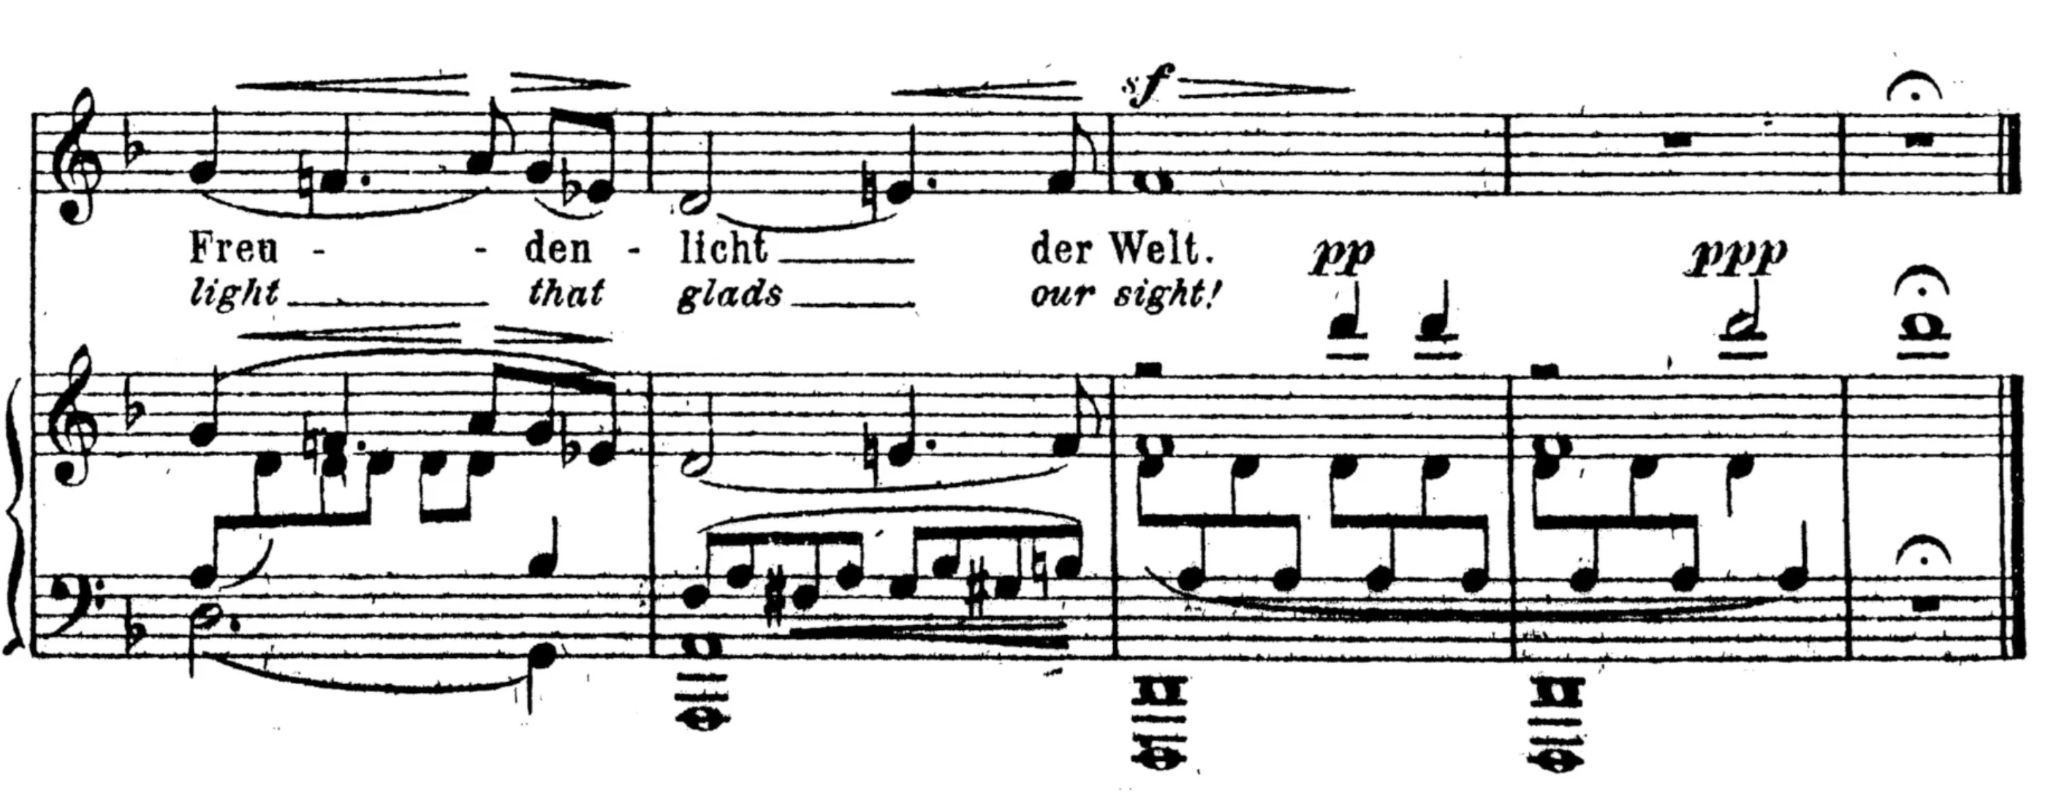 sf
Freu - - den - licht der Welt. pp ppp
light that glads our sight!